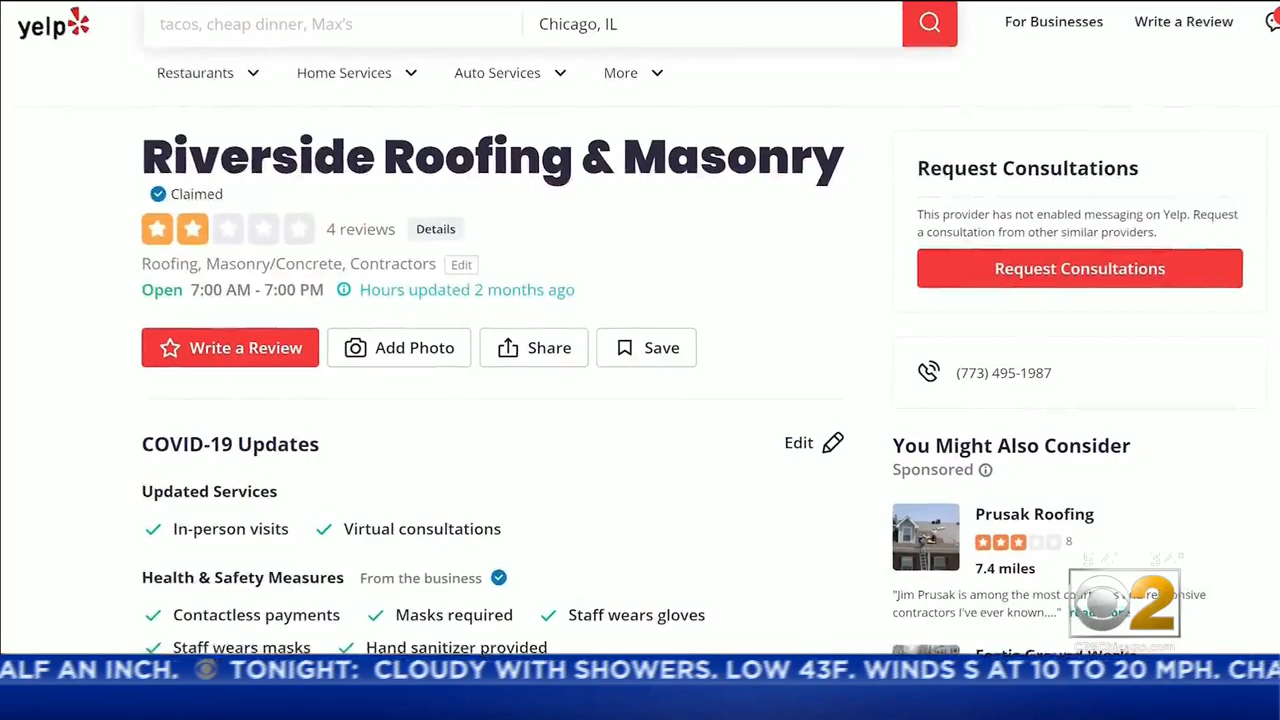 yelp
tacos, cheap dinner, Max's
Chicago, IL
For Businesses
Write a Review
Restaurants
Home Services
Auto Services
More
Riverside Roofing & Masonry
Claimed
4 reviews
Details
Roofing, Masonry/Concrete, Contractors
Edit
Open 7:00 AM - 7:00 PM
Hours updated 2 months ago
Write a Review
Add Photo
Share
Save
COVID-19 Updates
Edit
Updated Services
In-person visits
Virtual consultations
Health & Safety Measures
From the business
Contactless payments
Masks required
Staff wears gloves
Staff wears masks
Hand sanitizer provided
Request Consultations
This provider has not enabled messaging on Yelp. Request
a consultation from other similar providers.
Request Consultations
(773) 495-1987
You Might Also Consider
Sponsored
Prusak Roofing
8
7.4 miles
"Jim Prusak is among the most
contractors I've ever known...."
2
CBSChicago.com
ALF AN INCH. TONIGHT: CLOUDY WITH SHOWERS. LOW 43F. WINDS S AT 10 TO 20 MPH. CHA